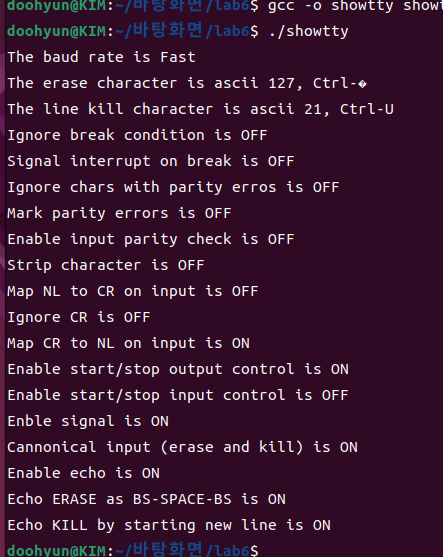 doohyun@KIM:~/바탕화면/lab6$ gcc -o showtty showt
doohyun@KIM:~/바탕화면/lab6$ ./showtty
The baud rate is Fast
The erase character is ascii 127, Ctrl-�
The line kill character is ascii 21, Ctrl-U
Ignore break condition is OFF
Signal interrupt on break is OFF
Ignore chars with parity erros is OFF
Mark parity errors is OFF
Enable input parity check is OFF
Strip character is OFF
Map NL to CR on input is OFF
Ignore CR is OFF
Map CR to NL on input is ON
Enable start/stop output control is ON
Enable start/stop input control is OFF
Enble signal is ON
Cannonical input (erase and kill) is ON
Enable echo is ON
Echo ERASE as BS-SPACE-BS is ON
Echo KILL by starting new line is ON
doohyun@KIM:~/바탕화면/lab6$